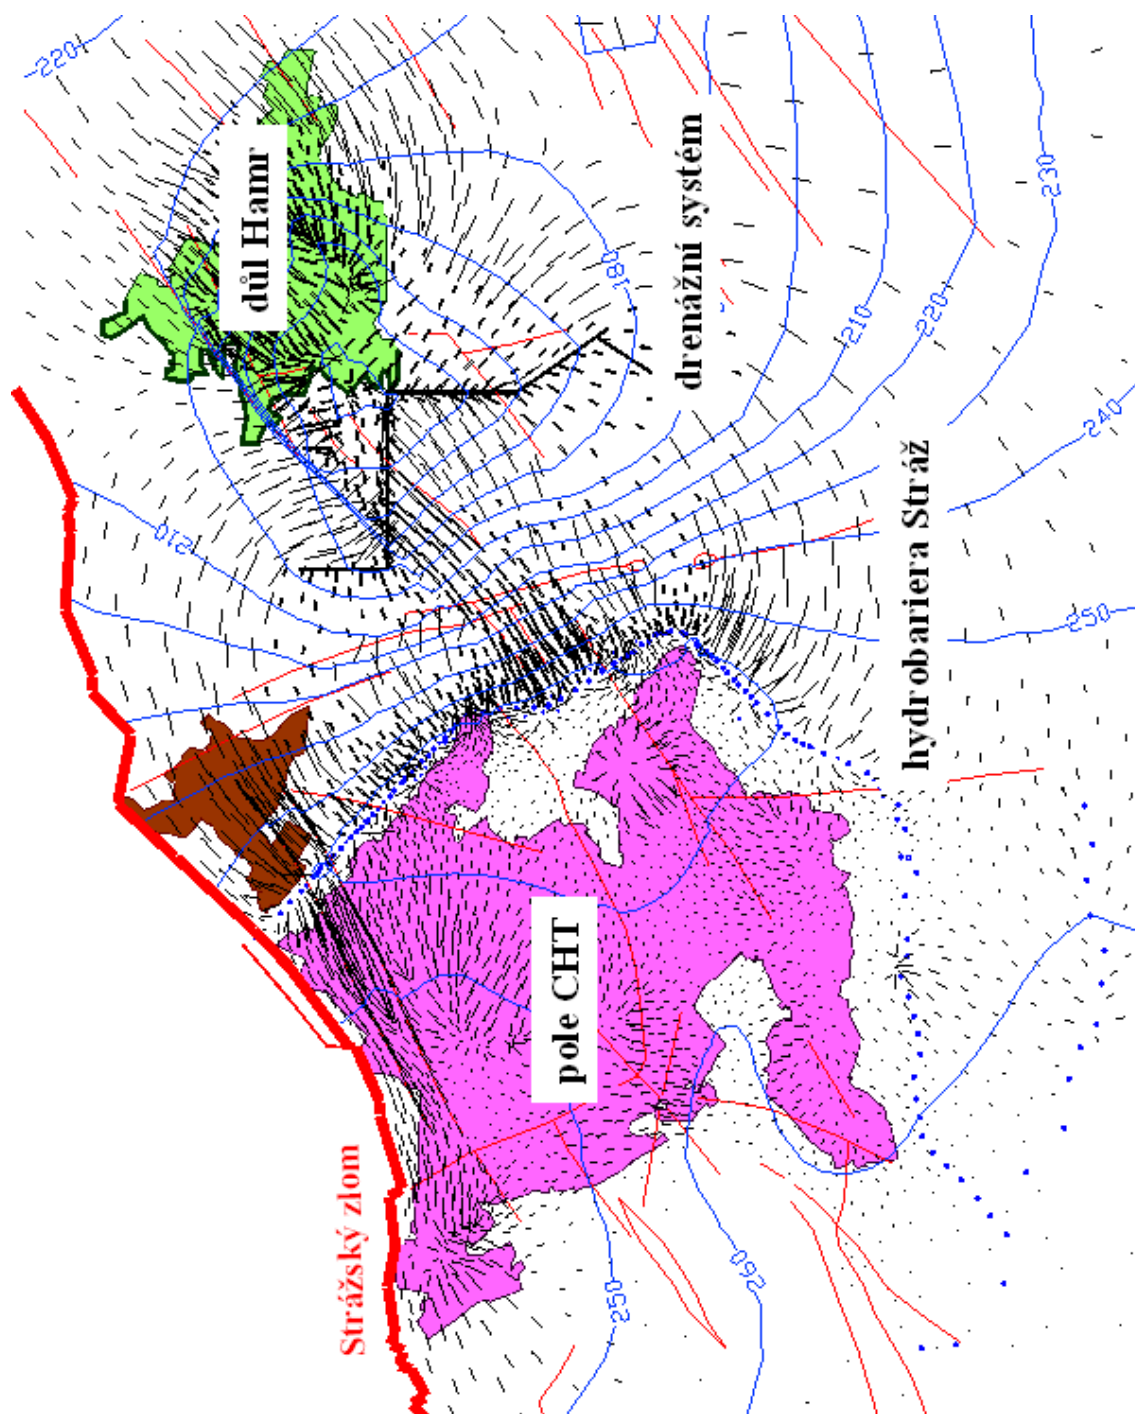 220
důl Hamr
drenážní systém
230
180
210
220
210
240
hydrobariera Stráž
250
pole CHT
Strážský zlom
250
260